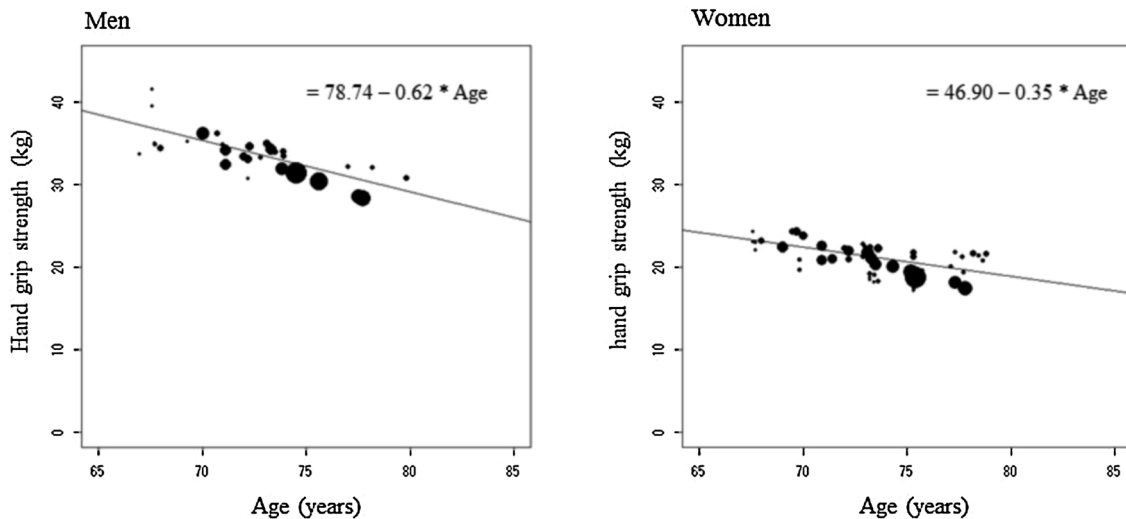 Men
Hand grip strength (kg)
40
30
20
10
0
= 78.74 – 0.62 * Age
65 70 75 80 85
Age (years)
Women
hand grip strength (kg)
40
30
20
10
0
= 46.90 – 0.35 * Age
65 70 75 80 85
Age (years)